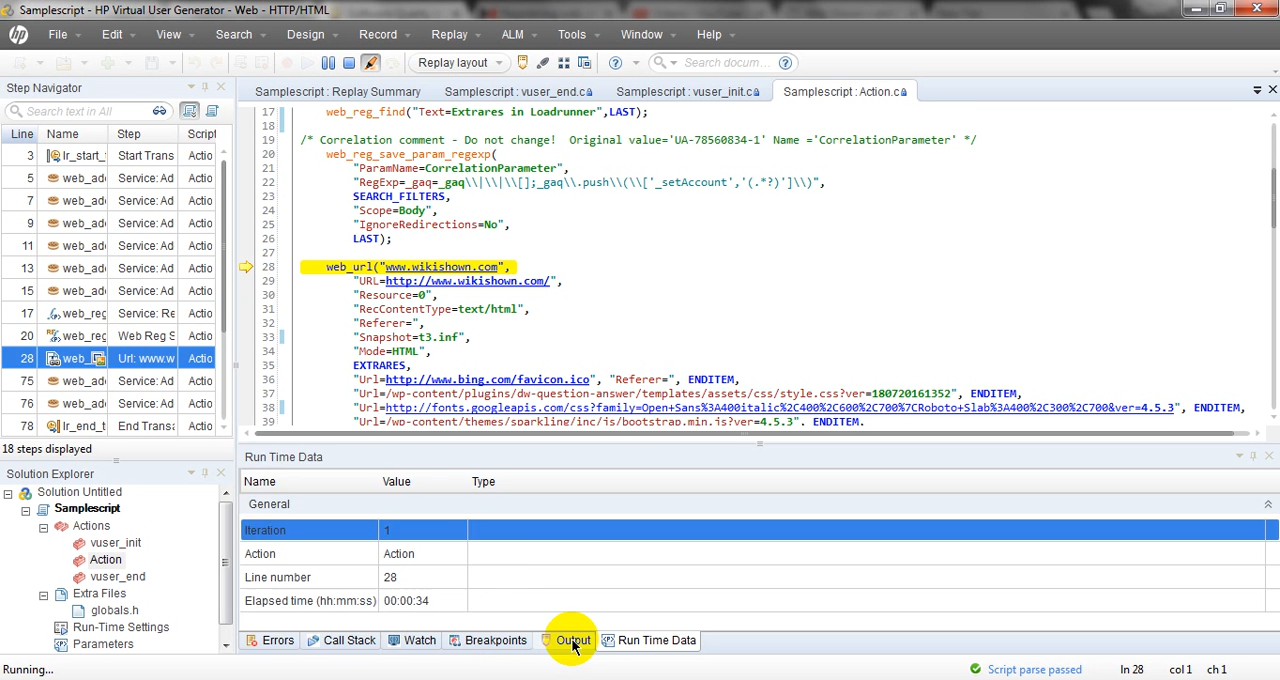 Samplescript - HP Virtual User Generator - Web - HTTP/HTML
hp File Edit View Search Design Record Replay ALM Tools Window Help
Replay layout Search docum...
Step Navigator
Search text in All
Line Name Step Script
3 lr_start_ Start Trans Actio
5 web_ade Service: Ad Actio
7 web_ade Service: Ad Actio
9 web_ade Service: Ad Actio
11 web_ade Service: Ad Actio
13 web_ade Service: Ad Actio
15 web_ade Service: Ad Actio
17 web_reg Service: Re Actio
20 web_reg Web Reg S Actio
28 web_ Url: www.w Actio
75 web_ade Service: Ad Actio
76 web_ade Service: Ad Actio
78 lr_end_t End Trans Actio
18 steps displayed
Solution Explorer
Solution Untitled
Samplescript
Actions
vuser_init
Action
vuser_end
Extra Files
globals.h
Run-Time Settings
Parameters
Samplescript : Replay Summary Samplescript : vuser_end.c Samplescript : vuser_init.c Samplescript : Action.c
17 web_reg_find("Text=Extrares in Loadrunner",LAST);
18
19 /* Correlation comment - Do not change! Original value='UA-78560834-1' Name ='CorrelationParameter' */
20 web_reg_save_param_regexp(
21 "ParamName=CorrelationParameter",
22 "RegExp=_gaq=_gaq\\|\\|\\[];_gaq\\.push\\(\\['_setAccount','(.*?)']\\)",
23 SEARCH_FILTERS,
24 "Scope=Body",
25 "IgnoreRedirections=No",
26 LAST);
27
28 web_url("www.wikishown.com",
29 "URL=http://www.wikishown.com/",
30 "Resource=0",
31 "RecContentType=text/html",
32 "Referer=",
33 "Snapshot=t3.inf",
34 "Mode=HTML",
35 EXTRARES,
36 "Url=http://www.bing.com/favicon.ico", "Referer=", ENDITEM,
37 "Url=/wp-content/plugins/dw-question-answer/templates/assets/css/style.css?ver=180720161352", ENDITEM,
38 "Url=http://fonts.googleapis.com/css?family=Open+Sans%3A400italic%2C400%2C600%2C700%7CRoboto+Slab%3A400%2C300%2C700&ver=4.5.3", ENDITEM,
39 "Url=/wp-content/themes/sparkling/inc/js/bootstrap.min.js?ver=4.5.3", ENDITEM,
Run Time Data
Name Value Type
General
Iteration 1
Action Action
Line number 28
Elapsed time (hh:mm:ss) 00:00:34
Errors Call Stack Watch Breakpoints Output Run Time Data
Running... Script parse passed ln 28 col 1 ch 1